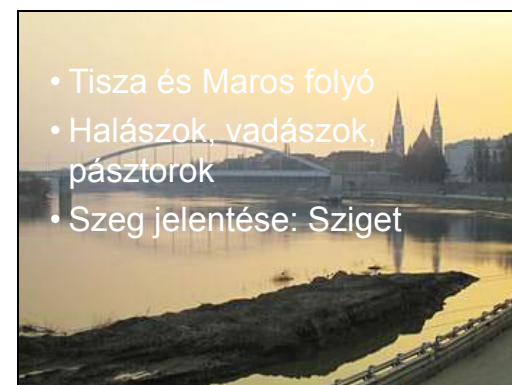 • Tisza és Maros folyó
• Halászok, vadászok,
pásztorok
• Szeg jelentése: Sziget